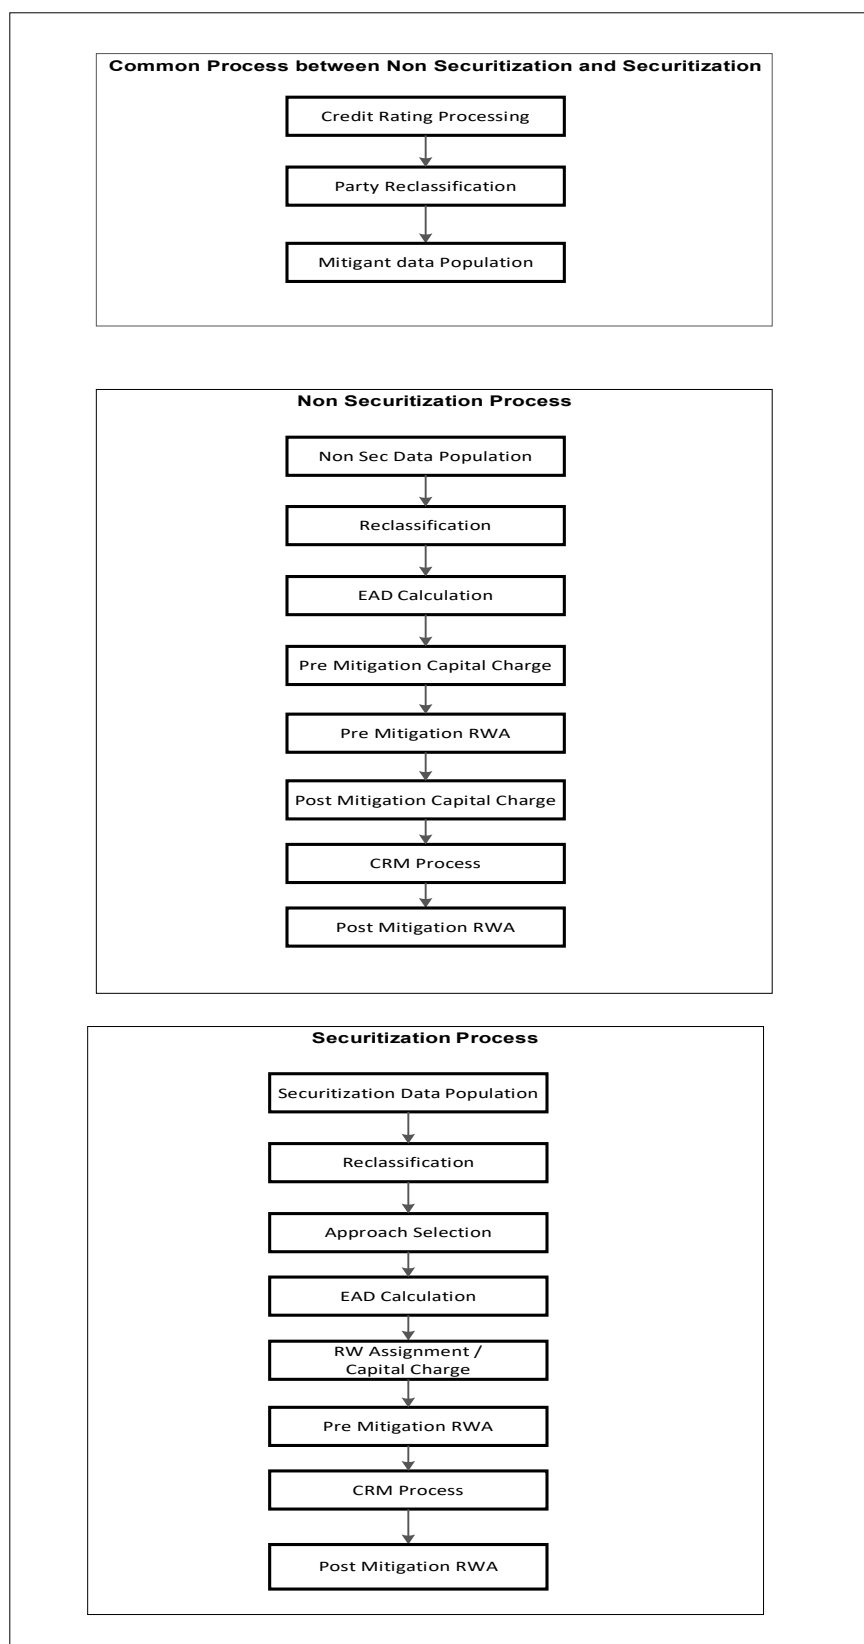 Common Process between Non Securitization and Securitization
Credit Rating Processing
Party Reclassification
Mitigant data Population
Non Securitization Process
Non Sec Data Population
Reclassification
EAD Calculation
Pre Mitigation Capital Charge
Pre Mitigation RWA
Post Mitigation Capital Charge
CRM Process
Post Mitigation RWA
Securitization Process
Securitization Data Population
Reclassification
Approach Selection
EAD Calculation
RW Assignment /
Capital Charge
Pre Mitigation RWA
CRM Process
Post Mitigation RWA